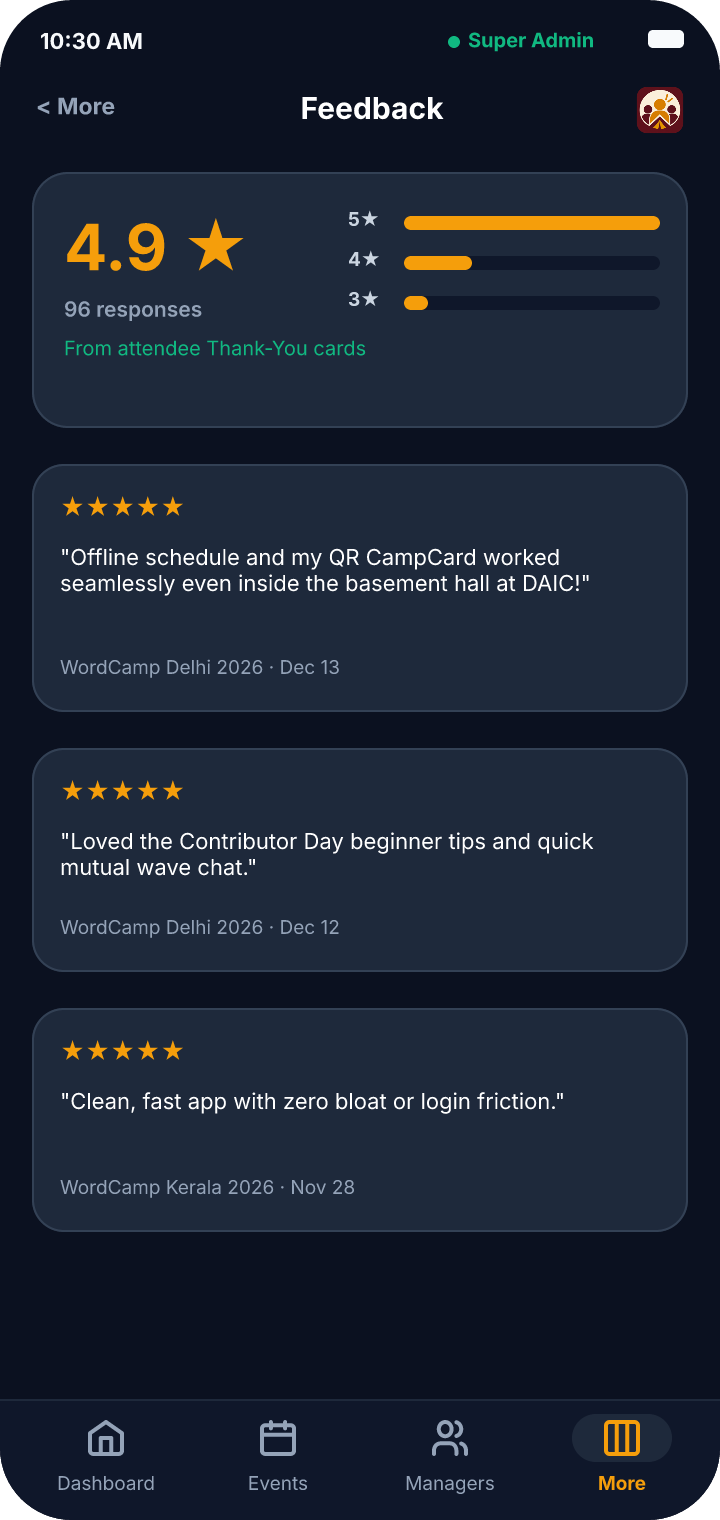 10:30 AM
● Super Admin
< More
Feedback
4.9 ★
96 responses
From attendee Thank-You cards
5★
4★
3★
★★★★★
"Offline schedule and my QR CampCard worked
seamlessly even inside the basement hall at DAIC!"
WordCamp Delhi 2026 · Dec 13
★★★★★
"Loved the Contributor Day beginner tips and quick
mutual wave chat."
WordCamp Delhi 2026 · Dec 12
★★★★★
"Clean, fast app with zero bloat or login friction."
WordCamp Kerala 2026 · Nov 28
Dashboard
Events
Managers
More